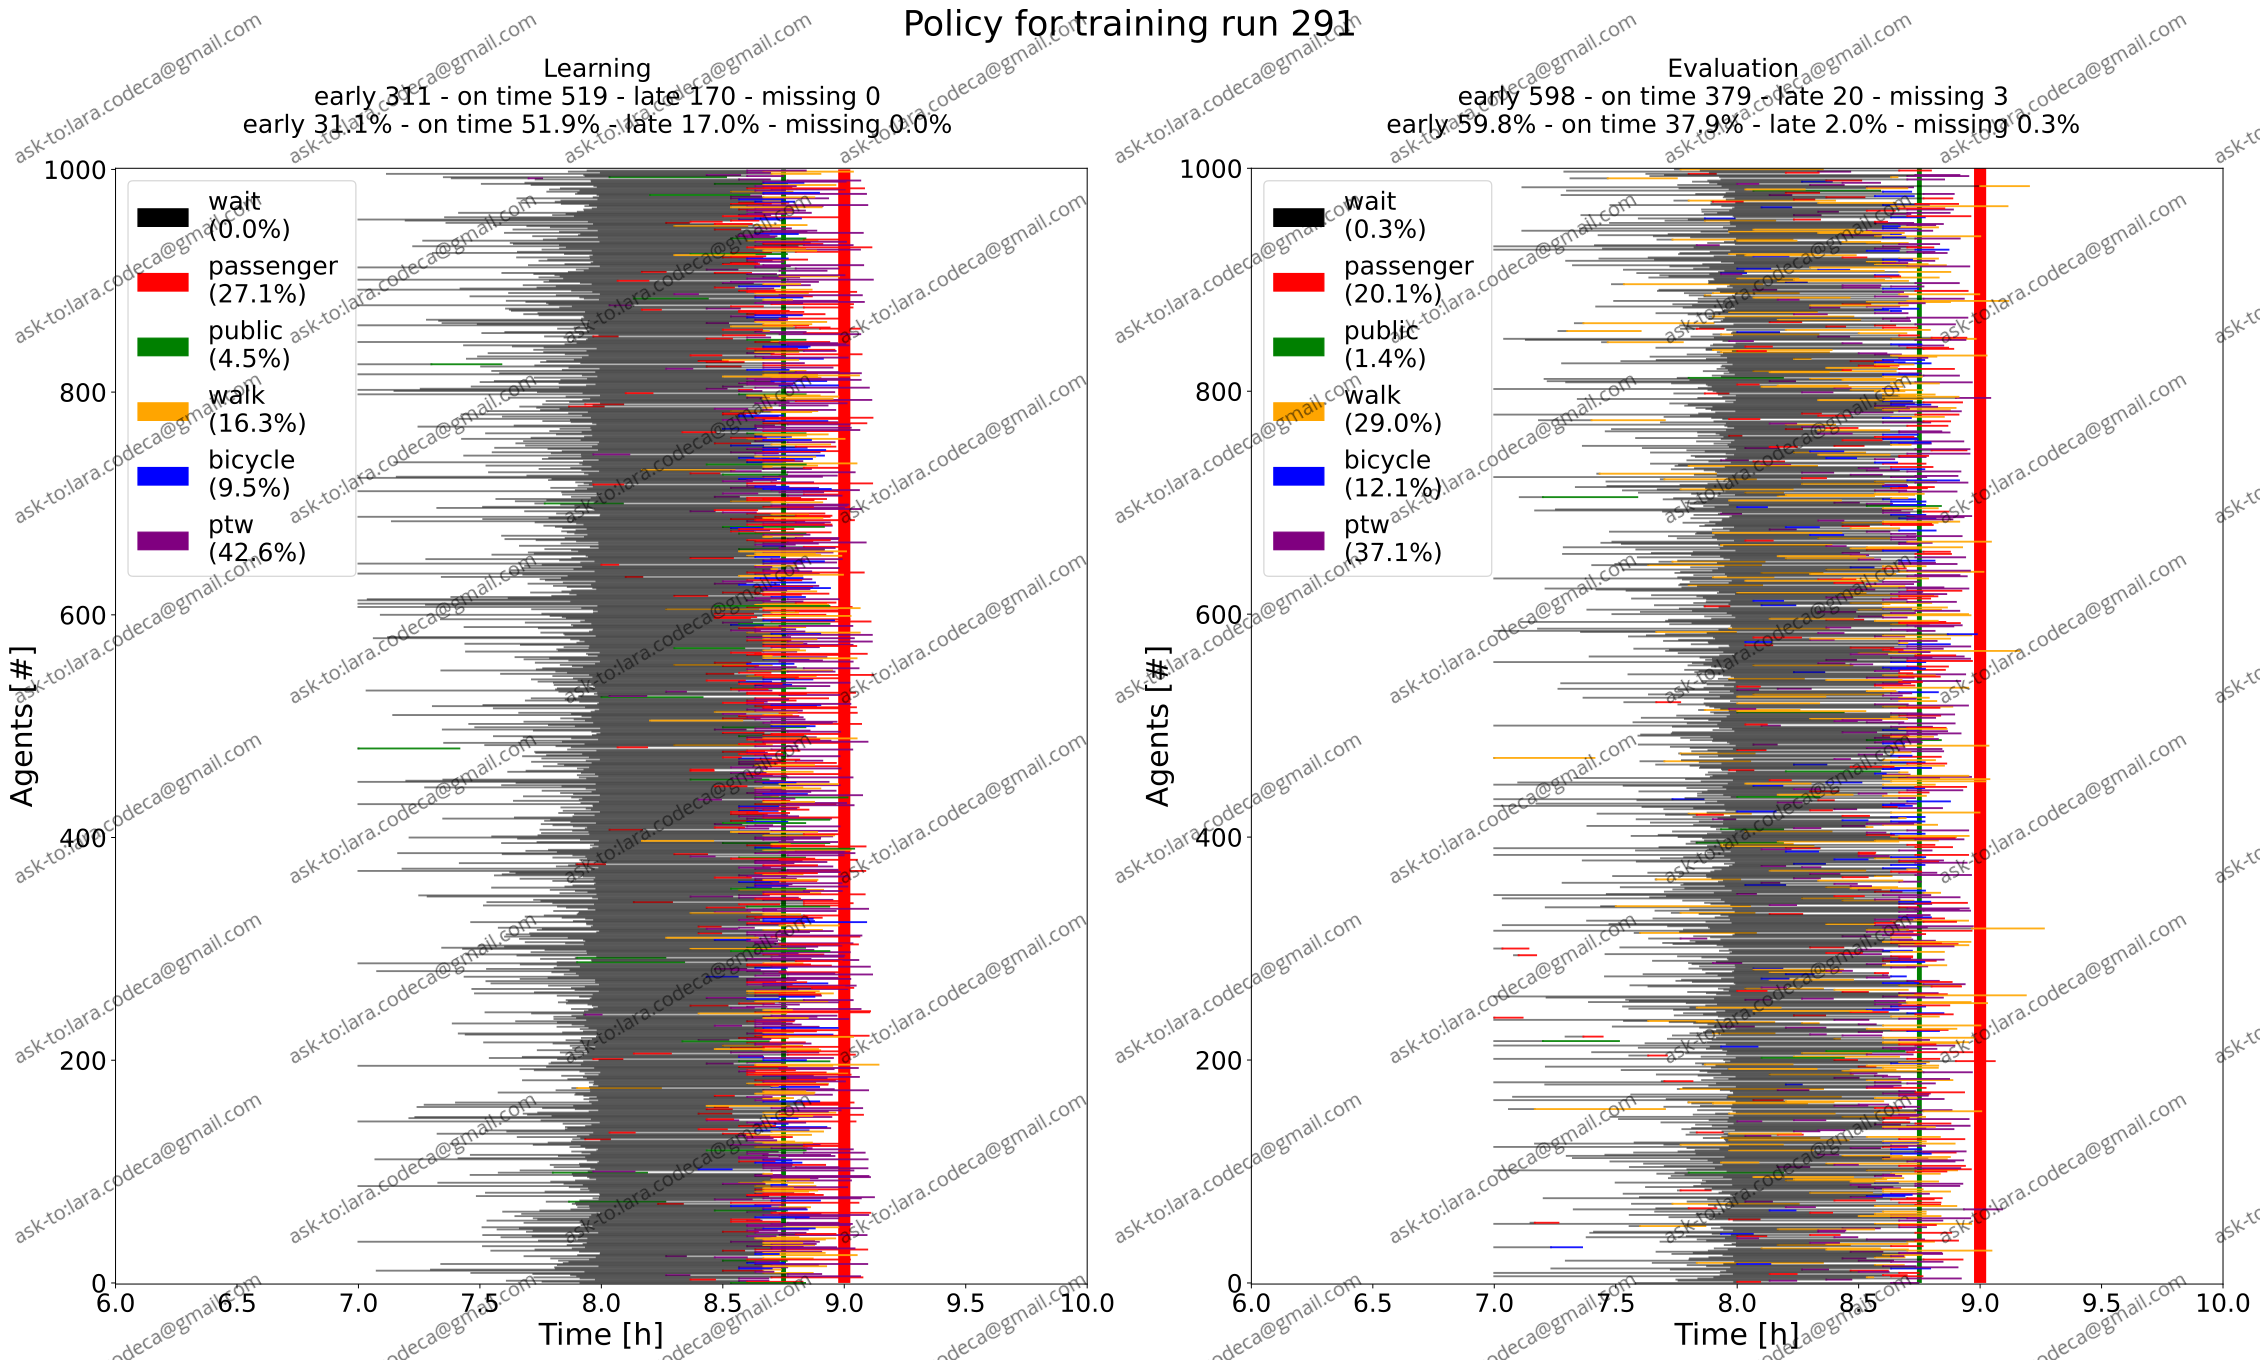 Policy for training run 291
Learning
early 311 - on time 519 - late 170 - missing 0
early 31.1% - on time 51.9% - late 17.0% - missing 0.0%
Evaluation
early 598 - on time 379 - late 20 - missing 3
early 59.8% - on time 37.9% - late 2.0% - missing 0.3%
1000
800
600
400
200
0
Agents [#]
wait
(0.0%)
passenger
(27.1%)
public
(4.5%)
walk
(16.3%)
bicycle
(9.5%)
ptw
(42.6%)
6.0 6.5 7.0 7.5 8.0 8.5 9.0 9.5 10.0
Time [h]
1000
800
600
400
200
0
Agents [#]
wait
(0.3%)
passenger
(20.1%)
public
(1.4%)
walk
(29.0%)
bicycle
(12.1%)
ptw
(37.1%)
6.0 6.5 7.0 7.5 8.0 8.5 9.0 9.5 10.0
Time [h]
ask-to:lara.codeca@gmail.com